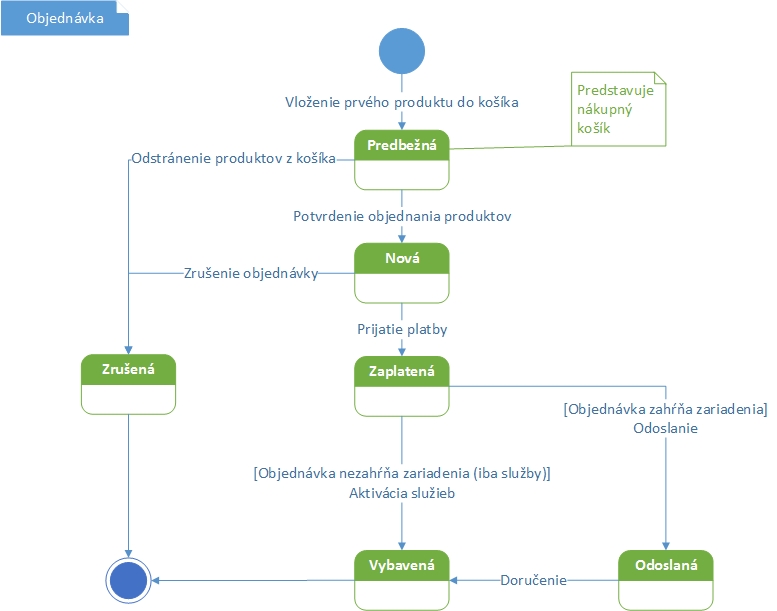 Objednávka
Vloženie prvého produktu do košíka
Predstavuje
nákupný
košík
Predbežná
Odstránenie produktov z košíka
Potvrdenie objednania produktov
Nová
Zrušenie objednávky
Prijatie platby
Zrušená
Zaplatená
[Objednávka zahŕňa zariadenia]
Odoslanie
[Objednávka nezahŕňa zariadenia (iba služby)]
Aktivácia služieb
Vybavená
Odoslaná
Doručenie